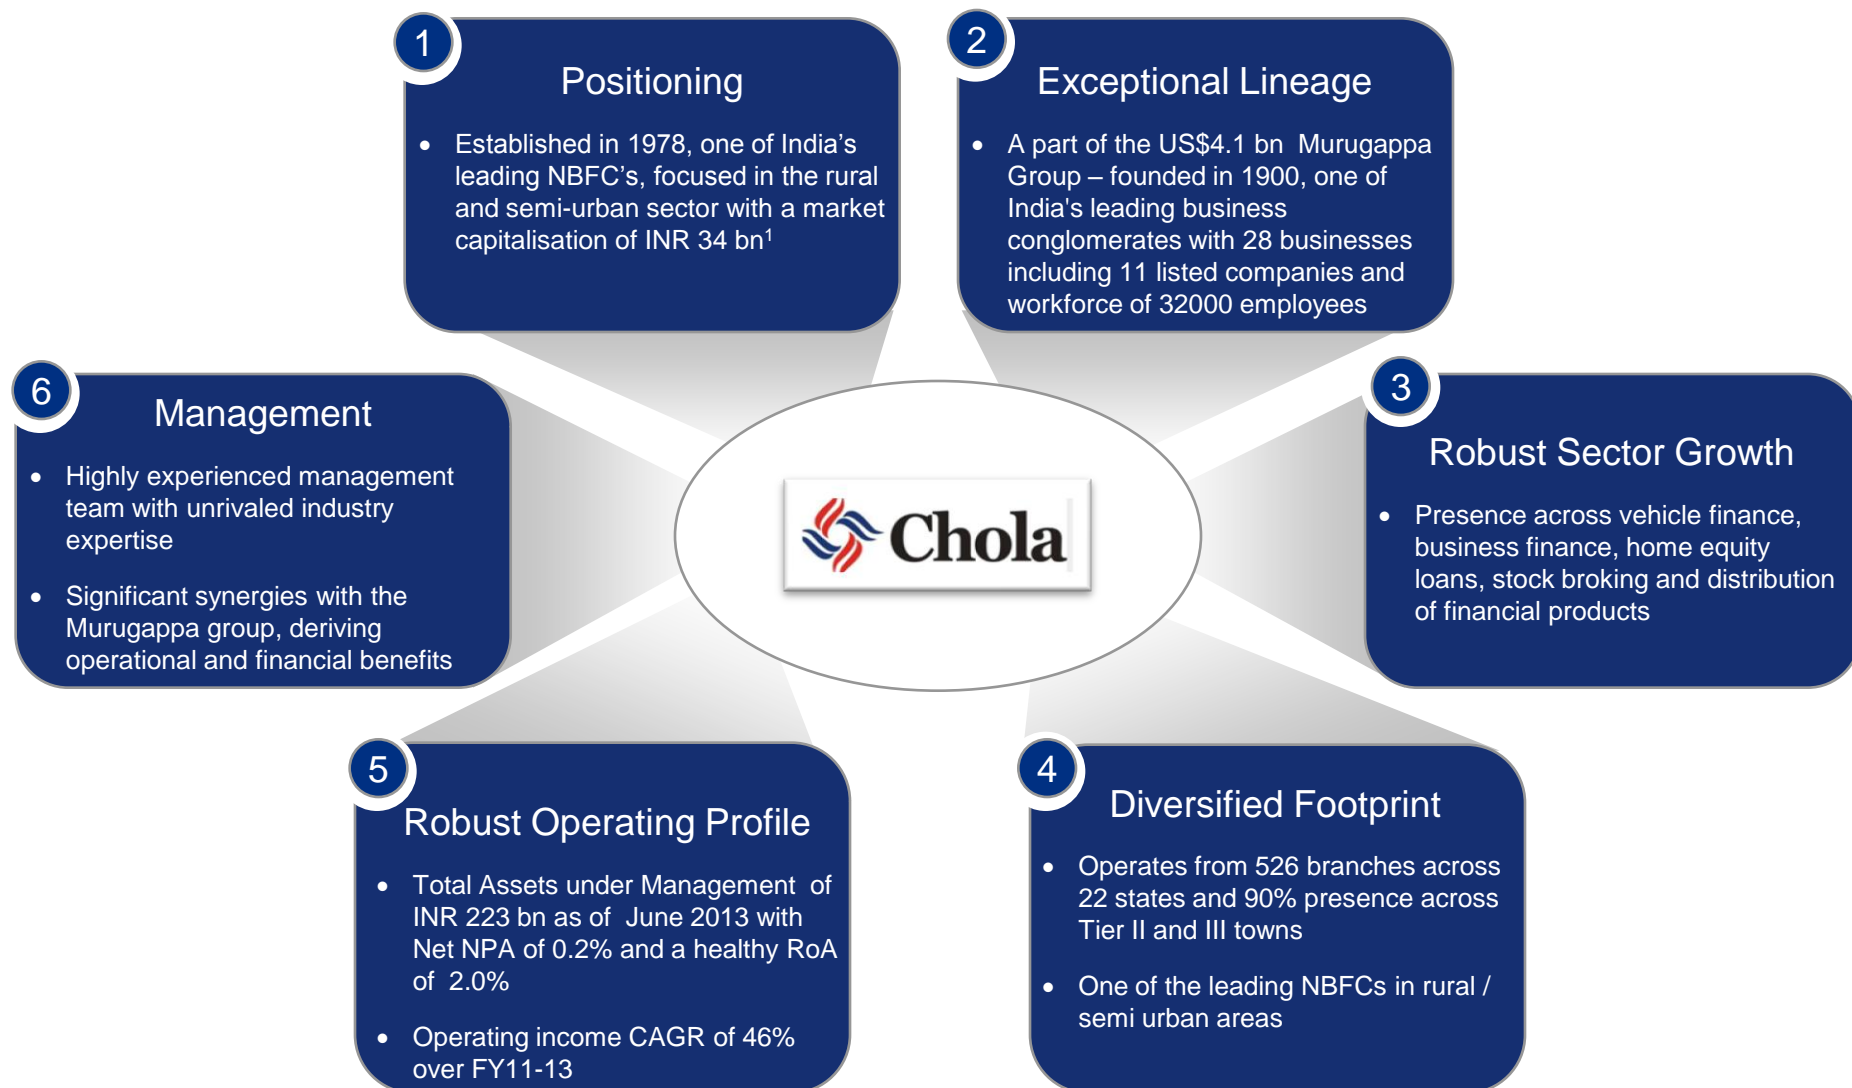 1
Positioning
• Established in 1978, one of India’s
leading NBFC’s, focused in the rural
and semi-urban sector with a market
capitalisation of INR 34 bn¹
2
Exceptional Lineage
• A part of the US$4.1 bn Murugappa
Group – founded in 1900, one of
India's leading business
conglomerates with 28 businesses
including 11 listed companies and
workforce of 32000 employees
3
Robust Sector Growth
• Presence across vehicle finance,
business finance, home equity
loans, stock broking and distribution
of financial products
4
Diversified Footprint
• Operates from 526 branches across
22 states and 90% presence across
Tier II and III towns
• One of the leading NBFCs in rural /
semi urban areas
5
Robust Operating Profile
• Total Assets under Management of
INR 223 bn as of June 2013 with
Net NPA of 0.2% and a healthy RoA
of 2.0%
• Operating income CAGR of 46%
over FY11-13
6
Management
• Highly experienced management
team with unrivaled industry
expertise
• Significant synergies with the
Murugappa group, deriving
operational and financial benefits
Chola